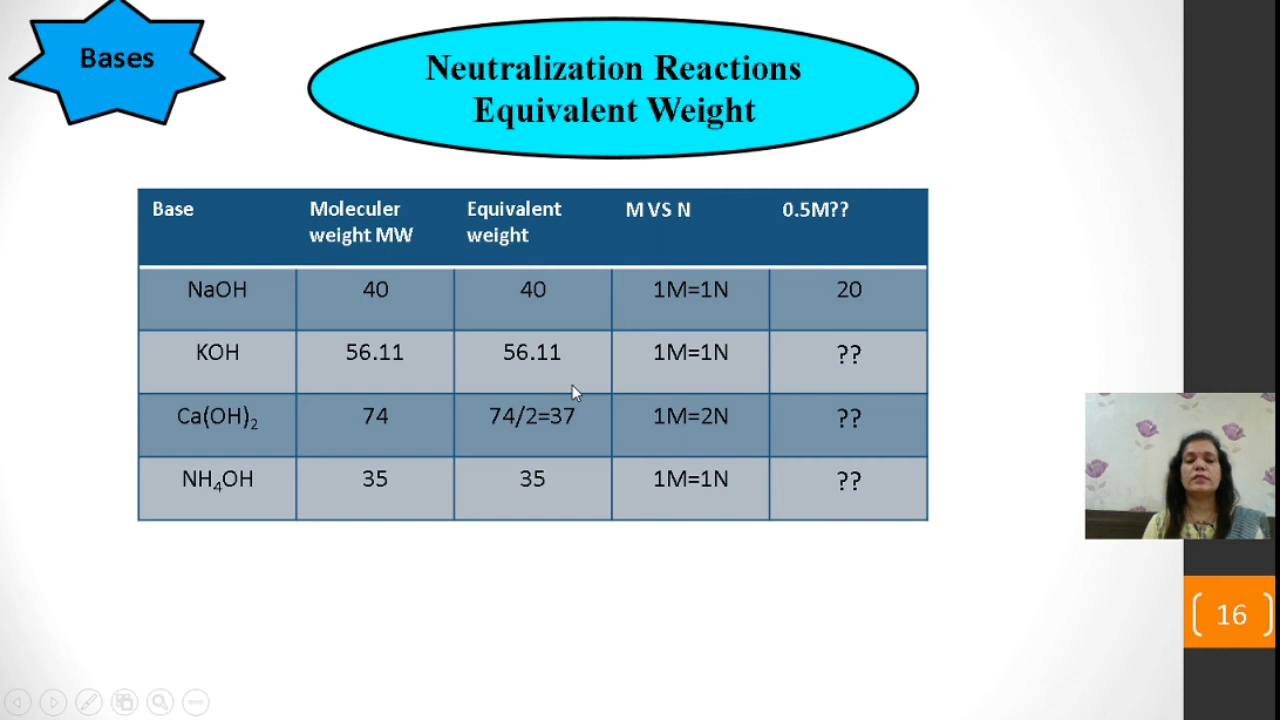 Bases
Neutralization Reactions
Equivalent Weight
Base
Moleculer
weight MW
Equivalent
weight
M VS N
0.5M??
NaOH
40
40
1M=1N
20
KOH
56.11
56.11
1M=1N
??
Ca(OH)₂
74
74/2=37
1M=2N
??
NH₄OH
35
35
1M=1N
??
16